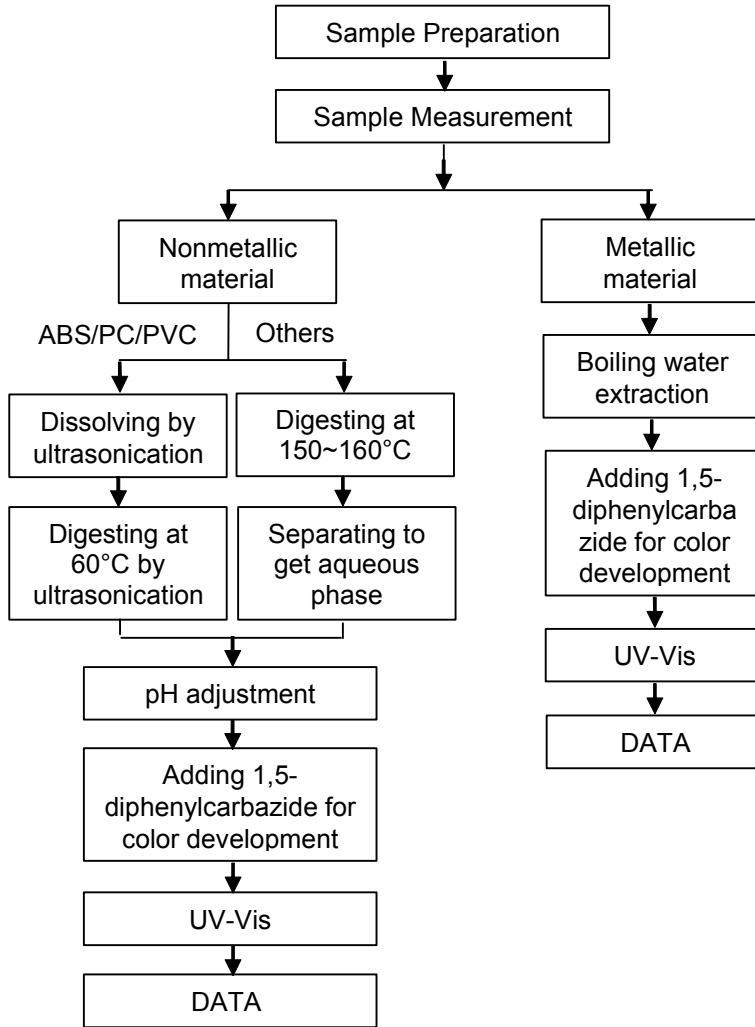 Sample Preparation
Sample Measurement
Nonmetallic
material
ABS/PC/PVC
Others
Dissolving by
ultrasonication
Digesting at
150~160°C
Digesting at
60°C by
ultrasonication
Separating to
get aqueous
phase
pH adjustment
Adding 1,5-
diphenylcarbazide for
color development
UV-Vis
DATA
Metallic
material
Boiling water
extraction
Adding 1,5-
diphenylcarba
zide for color
development
UV-Vis
DATA